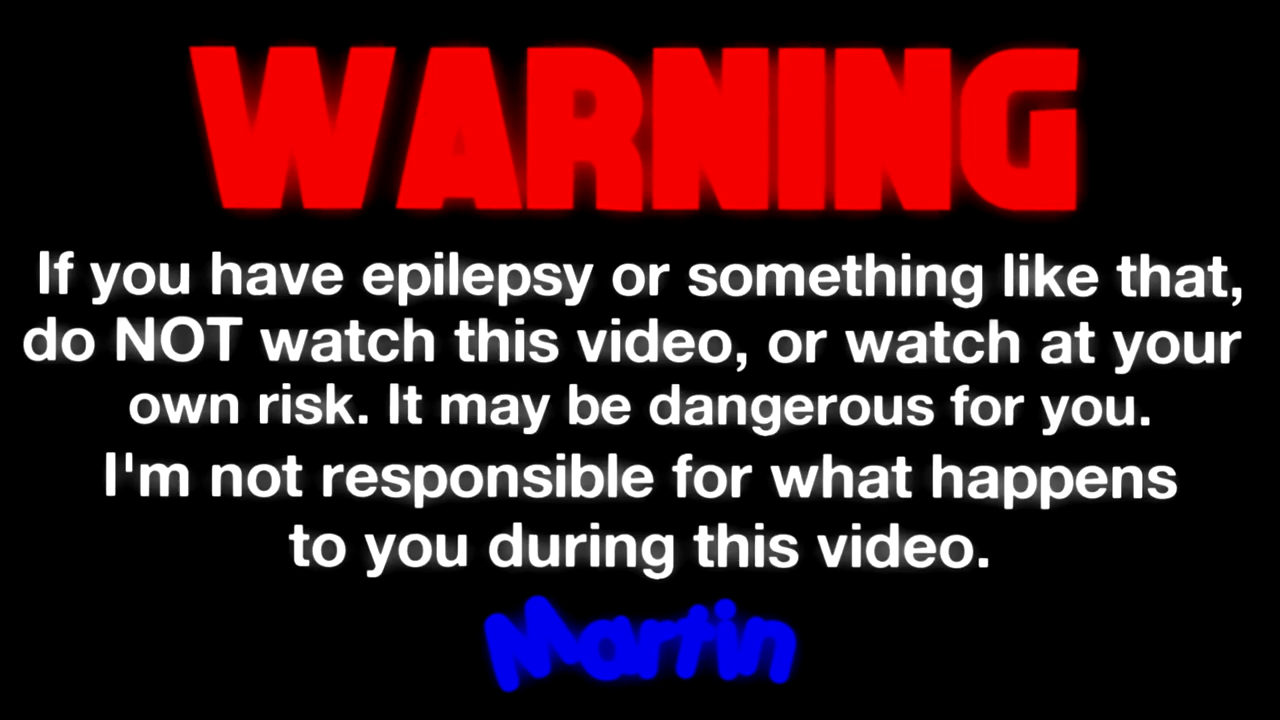 WARNING
If you have epilepsy or something like that,
do NOT watch this video, or watch at your
own risk. It may be dangerous for you.
I'm not responsible for what happens
to you during this video.
Martin